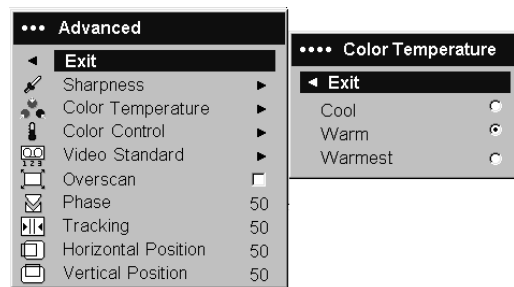 Advanced
Exit
Sharpness
Color Temperature
Color Control
Video Standard
123
Overscan
Phase 50
Tracking 50
Horizontal Position 50
Vertical Position 50
Color Temperature
Exit
Cool
Warm
Warmest